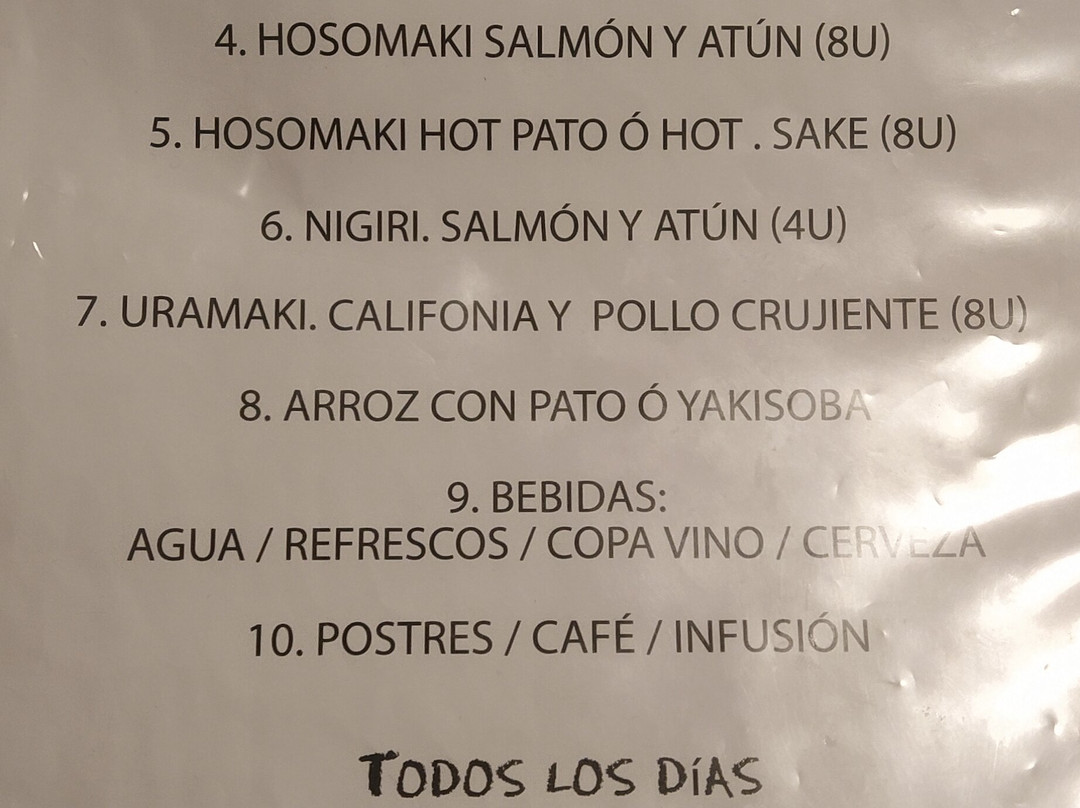 4. HOSOMAKI SALMÓN Y ATÚN (8U)
5. HOSOMAKI HOT PATO Ó HOT . SAKE (8U)
6. NIGIRI. SALMÓN Y ATÚN (4U)
7. URAMAKI. CALIFONIA Y POLLO CRUJIENTE (8U)
8. ARROZ CON PATO Ó YAKISOBA
9. BEBIDAS:
AGUA / REFRESCOS / COPA VINO / CERVEZA
10. POSTRES / CAFÉ / INFUSIÓN
TODOS LOS DÍAS